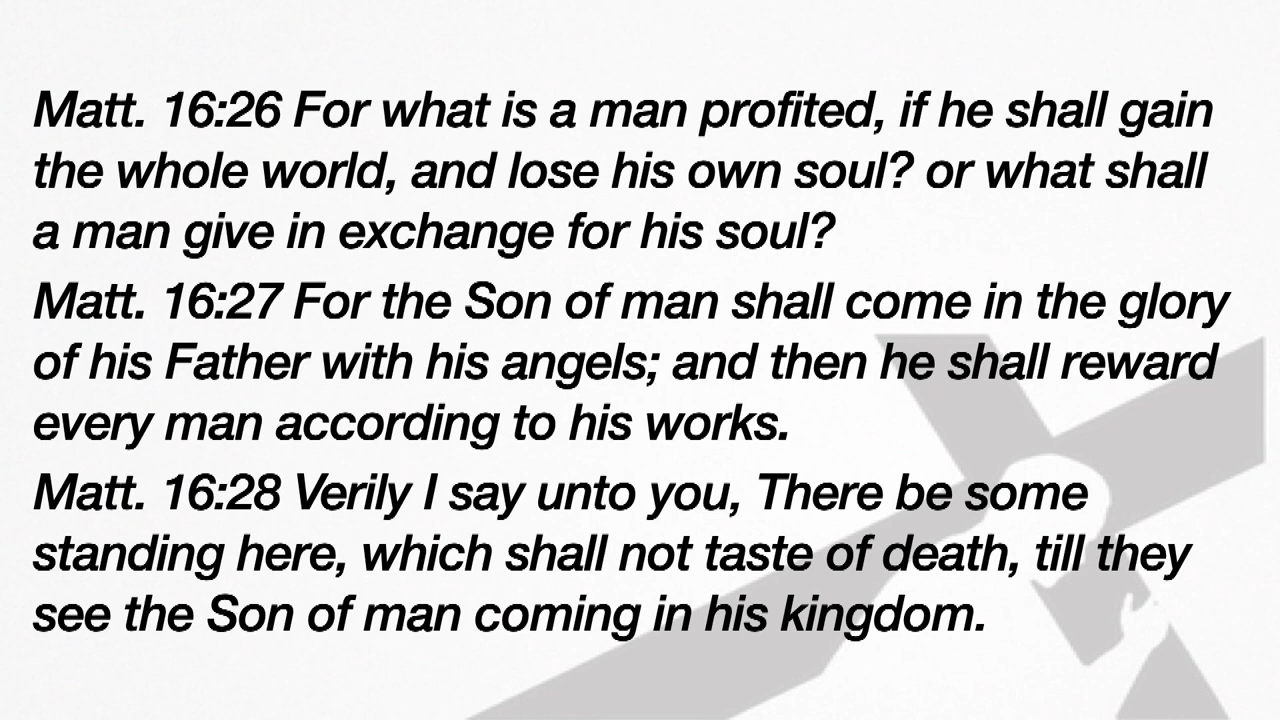 Matt. 16:26 For what is a man profited, if he shall gain
the whole world, and lose his own soul? or what shall
a man give in exchange for his soul?
Matt. 16:27 For the Son of man shall come in the glory
of his Father with his angels; and then he shall reward
every man according to his works.
Matt. 16:28 Verily I say unto you, There be some
standing here, which shall not taste of death, till they
see the Son of man coming in his kingdom.